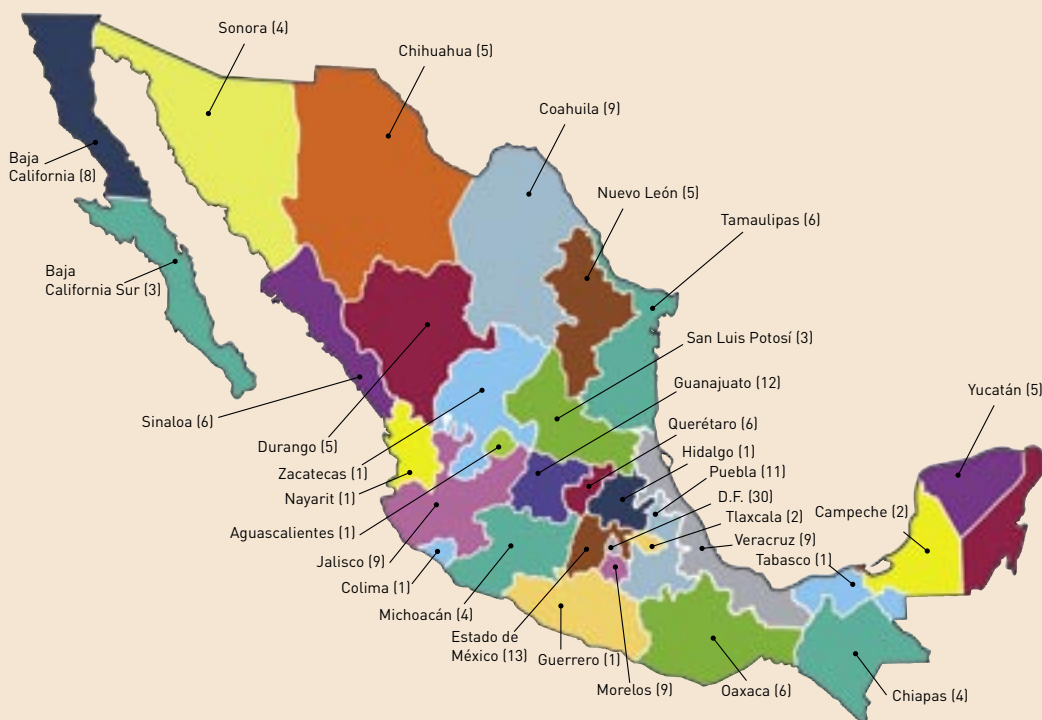 Sonora (4)
Chihuahua (5)
Coahuila (9)
Baja
California (8)
Nuevo León (5)
Tamaulipas (6)
Baja
California Sur (3)
San Luis Potosí (3)
Guanajuato (12)
Yucatán (5)
Sinaloa (6)
Querétaro (6)
Durango (5)
Hidalgo (1)
Zacatecas (1)
Puebla (11)
Nayarit (1)
D.F. (30)
Campeche (2)
Tlaxcala (2)
Aguascalientes (1)
Veracruz (9)
Jalisco (9)
Tabasco (1)
Colima (1)
Michoacán (4)
Estado de
México (13)
Guerrero (1)
Morelos (9)
Oaxaca (6)
Chiapas (4)